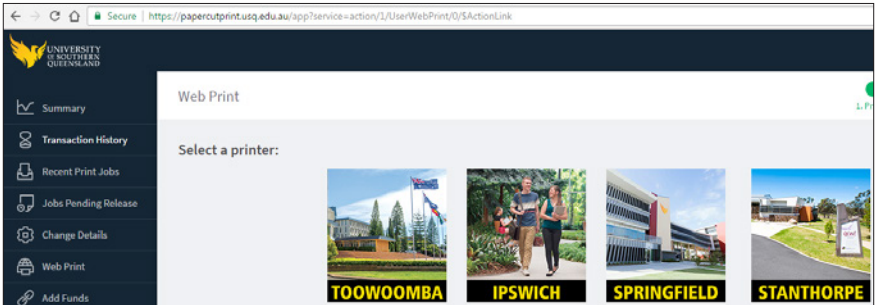 Secure
https://papercutprint.usq.edu.au/app?service=action/1/UserWebPrint/0/$ActionLink
UNIVERSITY
OF SOUTHERN
QUEENSLAND
Summary
Transaction History
Recent Print Jobs
Jobs Pending Release
Change Details
Web Print
Add Funds
Web Print
1. Pr
Select a printer:
TOOWOOMBA
IPSWICH
SPRINGFIELD
STANTHORPE